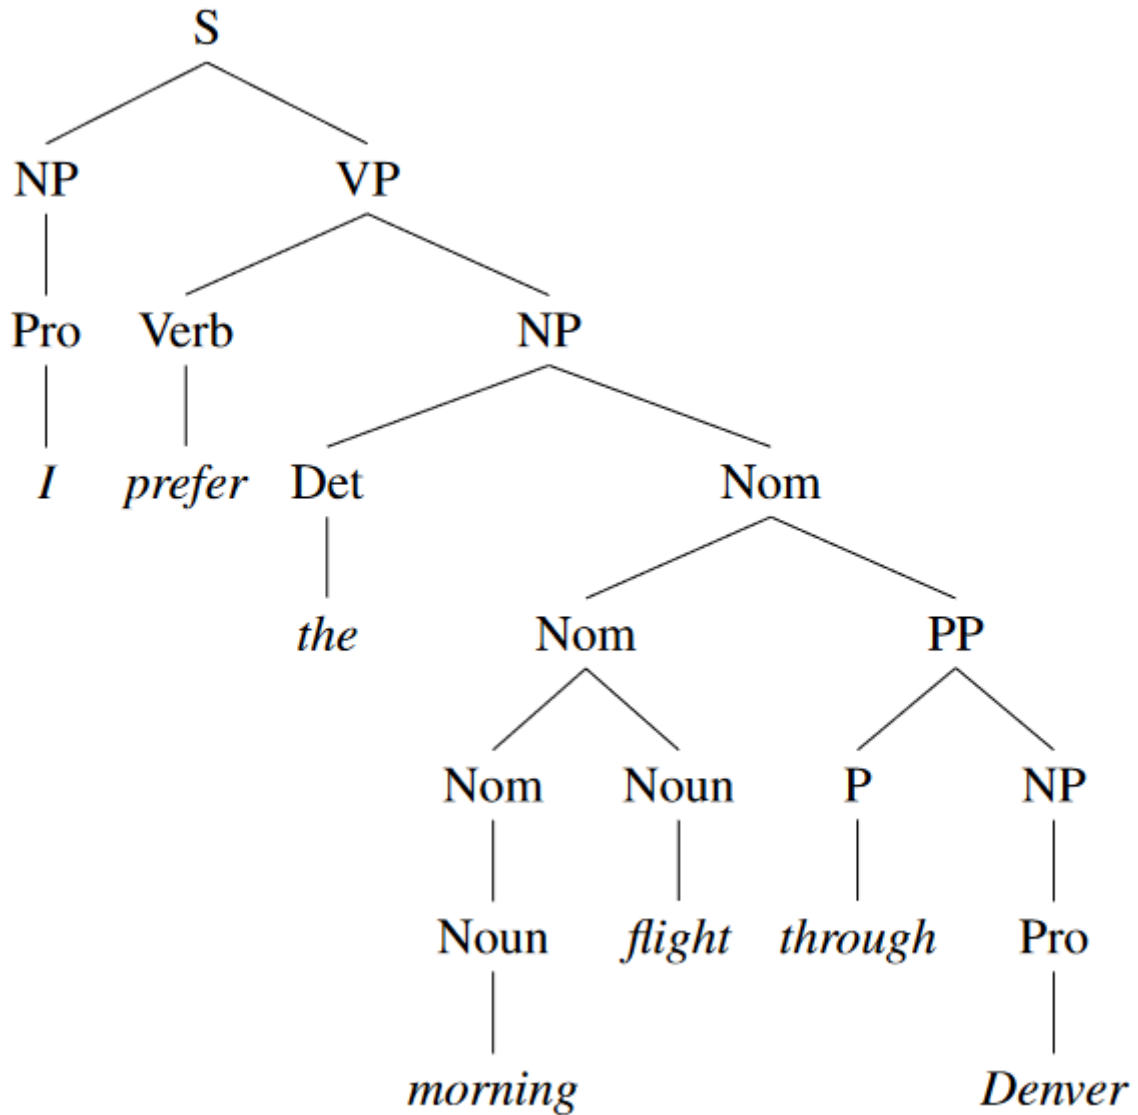 S
NP VP
Pro Verb NP
I prefer Det Nom
the Nom PP
Nom Noun P NP
Noun flight through Pro
morning Denver